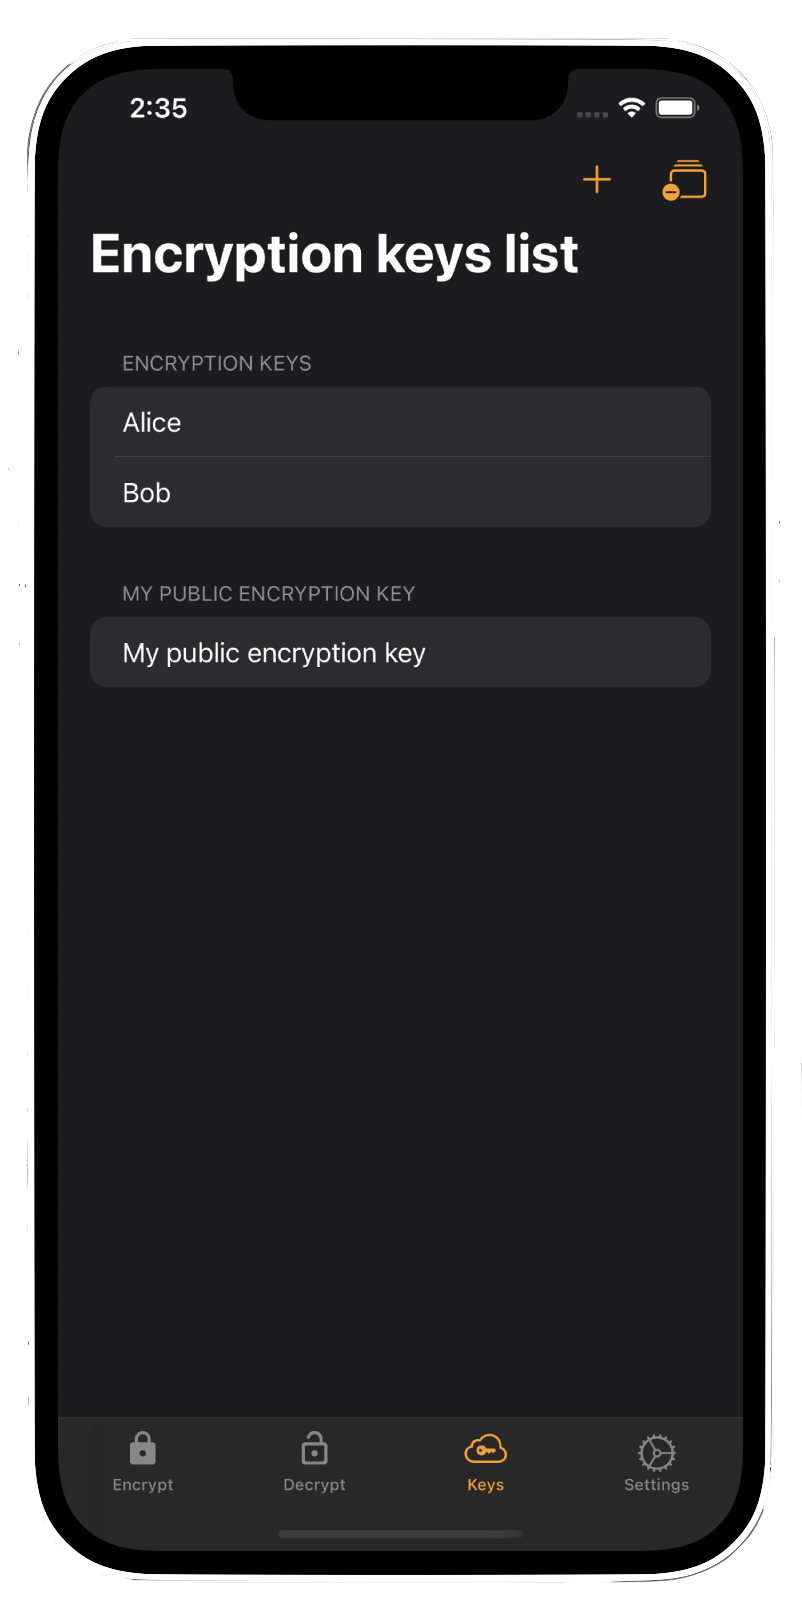 2:35
Encryption keys list
ENCRYPTION KEYS
Alice
Bob
MY PUBLIC ENCRYPTION KEY
My public encryption key
Encrypt Decrypt Keys Settings